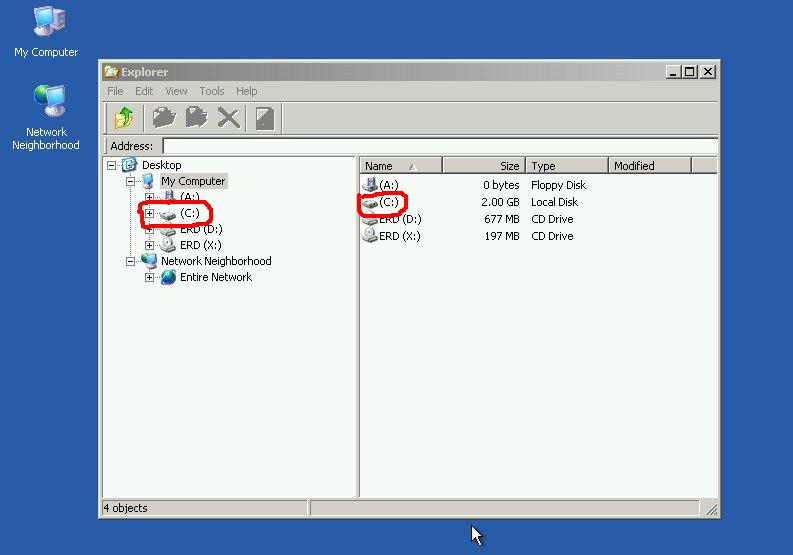 My Computer
Network
Neighborhood
Explorer
File Edit View Tools Help
Address:
Desktop
My Computer
(A:)
(C:)
ERD (D:)
ERD (X:)
Network Neighborhood
Entire Network
Name Size Type Modified
(A:) 0 bytes Floppy Disk
(C:) 2.00 GB Local Disk
ERD (D:) 677 MB CD Drive
ERD (X:) 197 MB CD Drive
4 objects